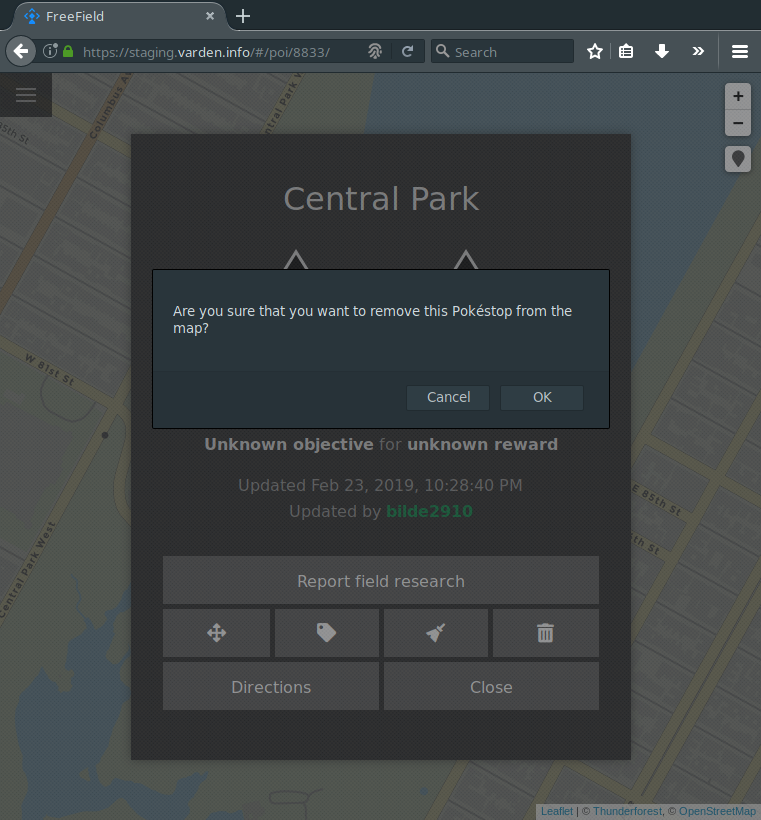 FreeField
https://staging.varden.info/#/poi/8833/
Search
Columbus Av
Central Park W
85th St
+
−
Central Park
Are you sure that you want to remove this Pokéstop from the
map?
Cancel
OK
W 81st St
Unknown objective for unknown reward
Updated Feb 23, 2019, 10:28:40 PM
Updated by bilde2910
E 85th St
th St
Central Park West
Report field research
Directions
Close
Leaflet | © Thunderforest, © OpenStreetMap